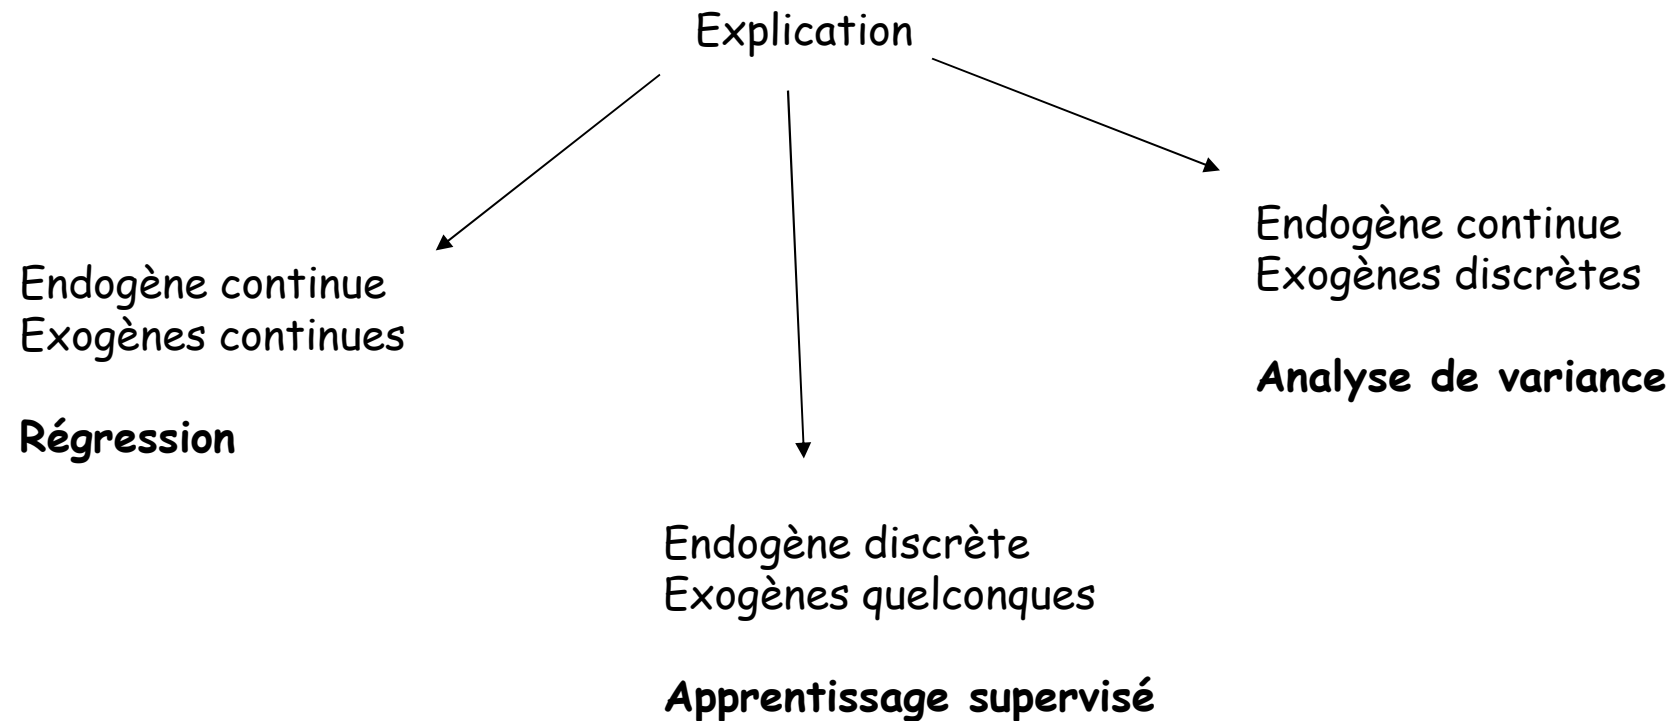 Explication
Endogène continue
Exogènes continues
Régression
Endogène discrète
Exogènes quelconques
Apprentissage supervisé
Endogène continue
Exogènes discrètes
Analyse de variance